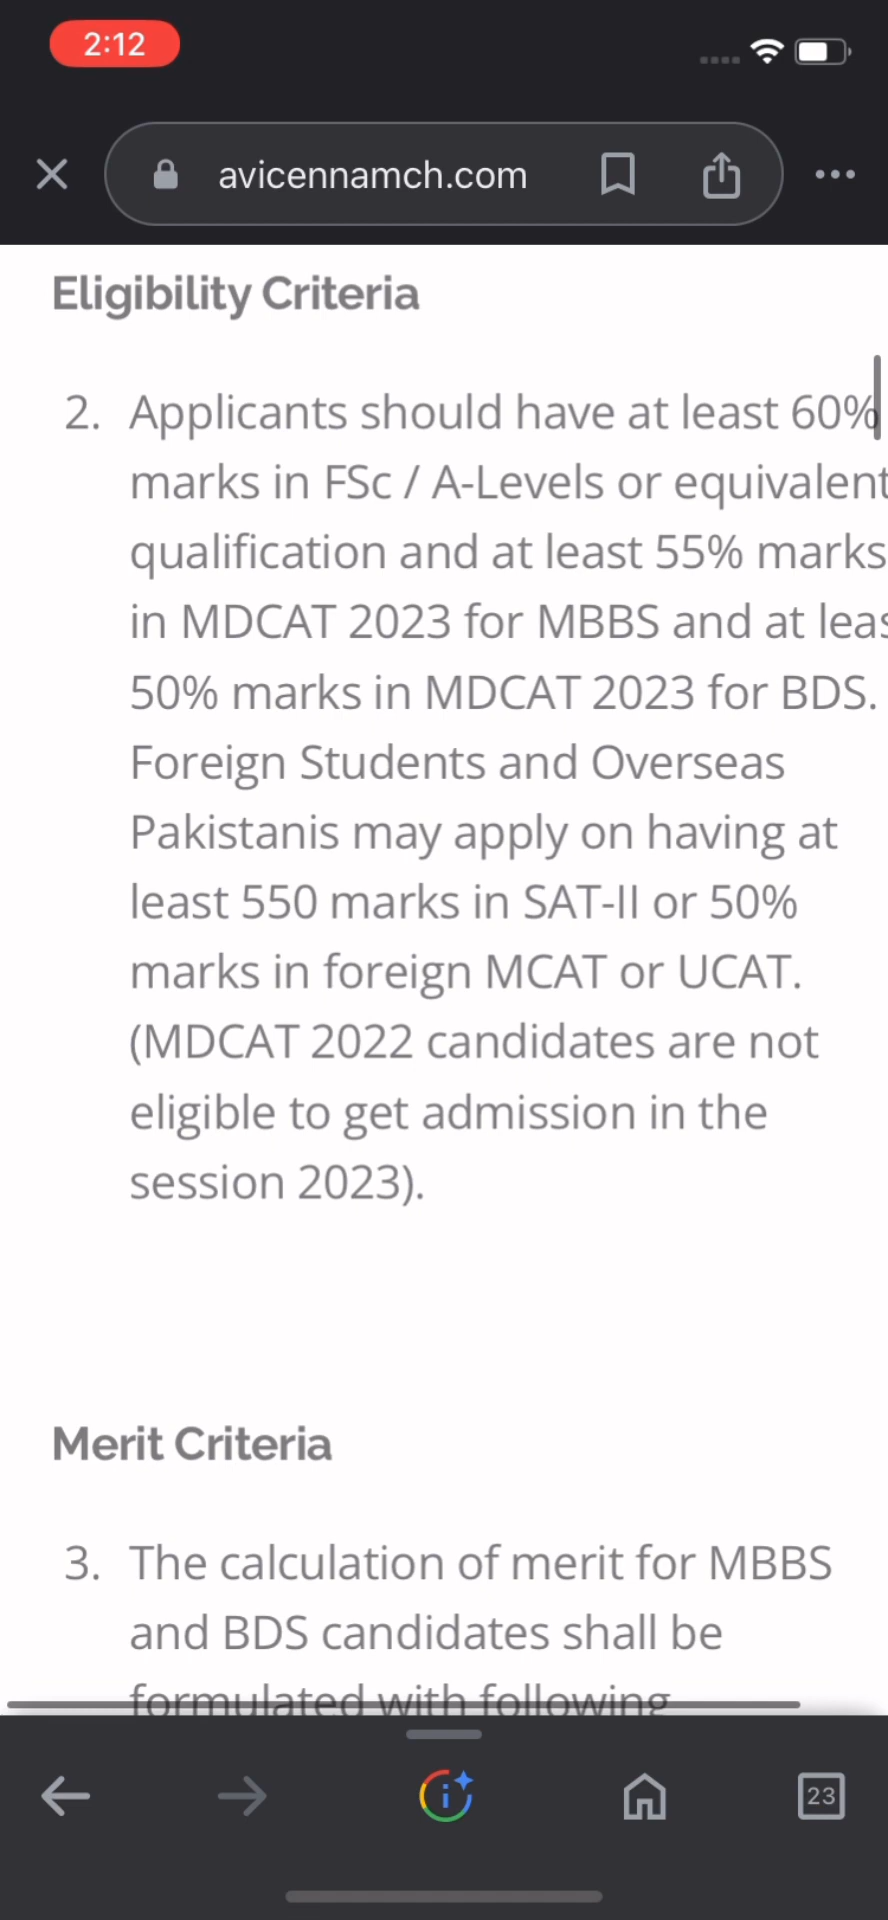 2:12
avicennamch.com
Eligibility Criteria
2. Applicants should have at least 60%
marks in FSc / A-Levels or equivalent
qualification and at least 55% marks
in MDCAT 2023 for MBBS and at leas
50% marks in MDCAT 2023 for BDS.
Foreign Students and Overseas
Pakistanis may apply on having at
least 550 marks in SAT-II or 50%
marks in foreign MCAT or UCAT.
(MDCAT 2022 candidates are not
eligible to get admission in the
session 2023).
Merit Criteria
3. The calculation of merit for MBBS
and BDS candidates shall be
formulated with following
23